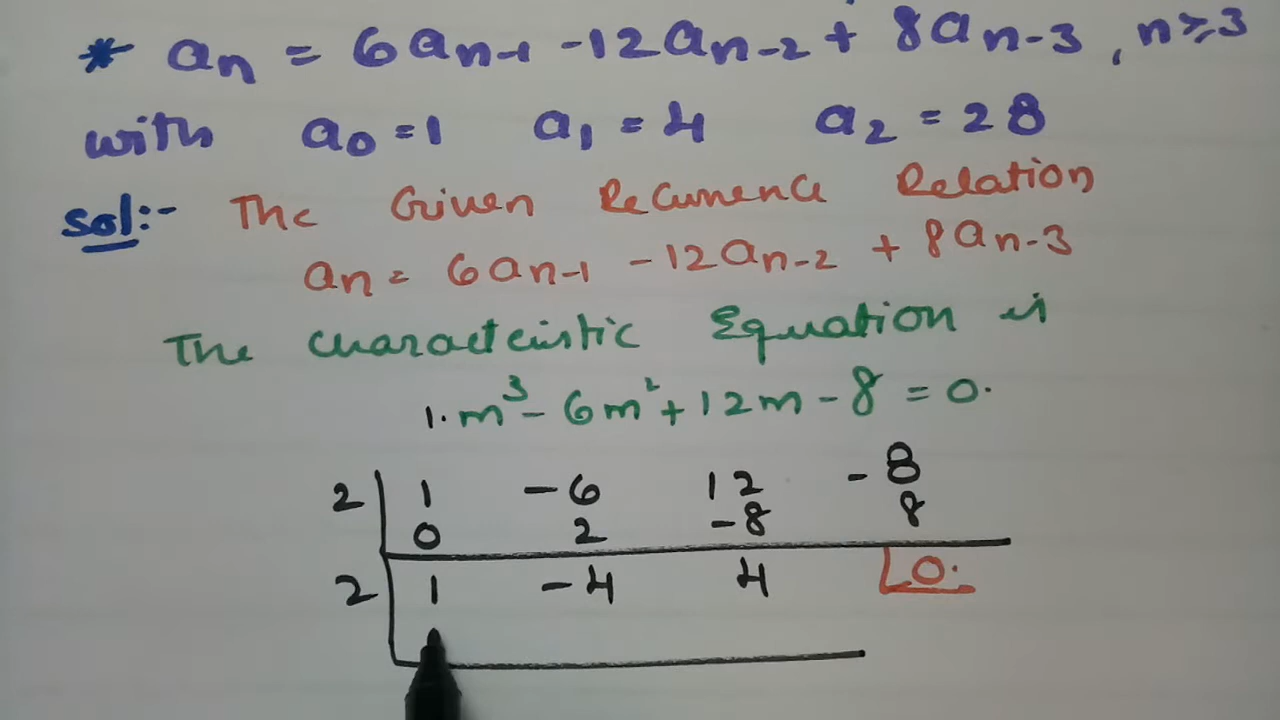 * an = 6an-1 -12an-2 + 8an-3, n≥3
with a0=1 a1=4 a2=28
Sol:- The Given Recurrence Relation
an= 6an-1 -12an-2 + 8an-3
The characteristic Equation is
1.m³-6m²+12m-8=0.
2 1 -6 12 -8
0 2 -8 8
2 1 -4 4 0.